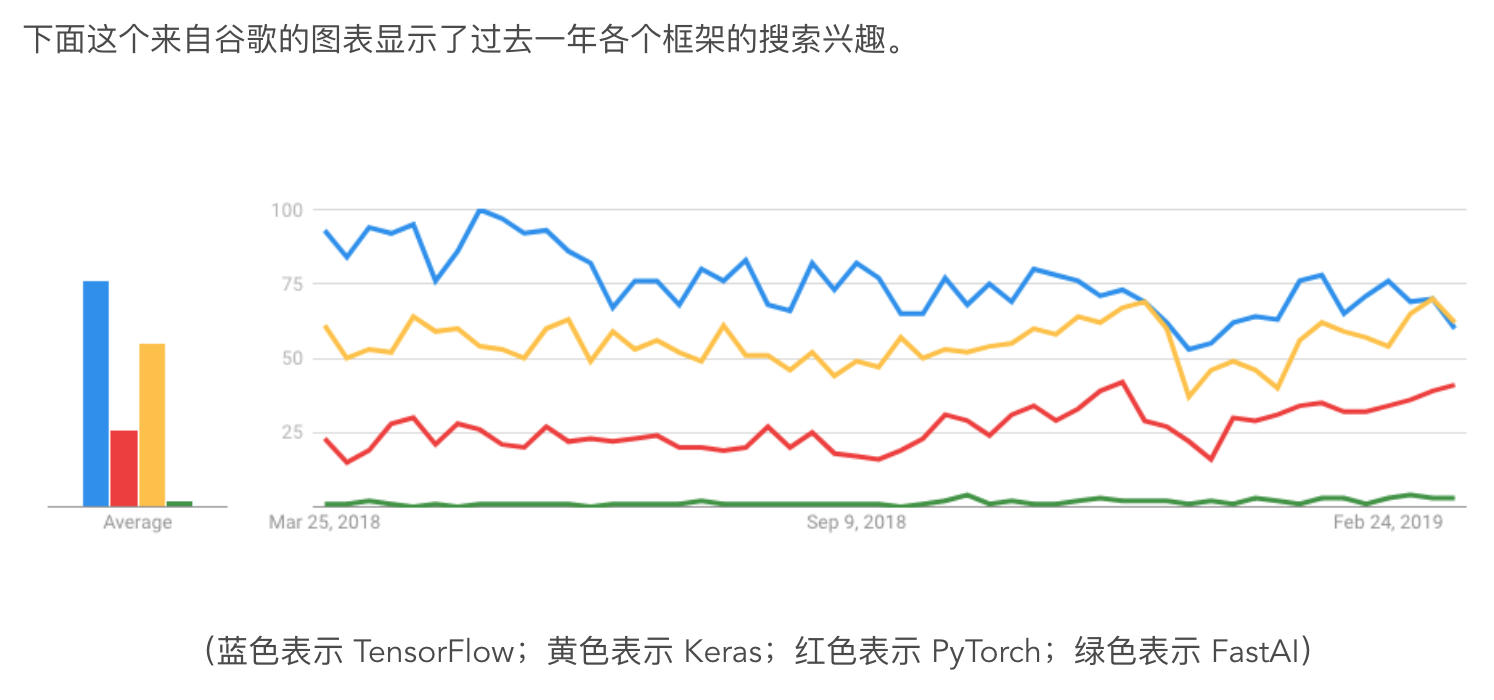 下面这个来自谷歌的图表显示了过去一年各个框架的搜索兴趣。
100
75
50
25
Average
Mar 25, 2018
Sep 9, 2018
Feb 24, 2019
（蓝色表示 TensorFlow；黄色表示 Keras；红色表示 PyTorch；绿色表示 FastAI）